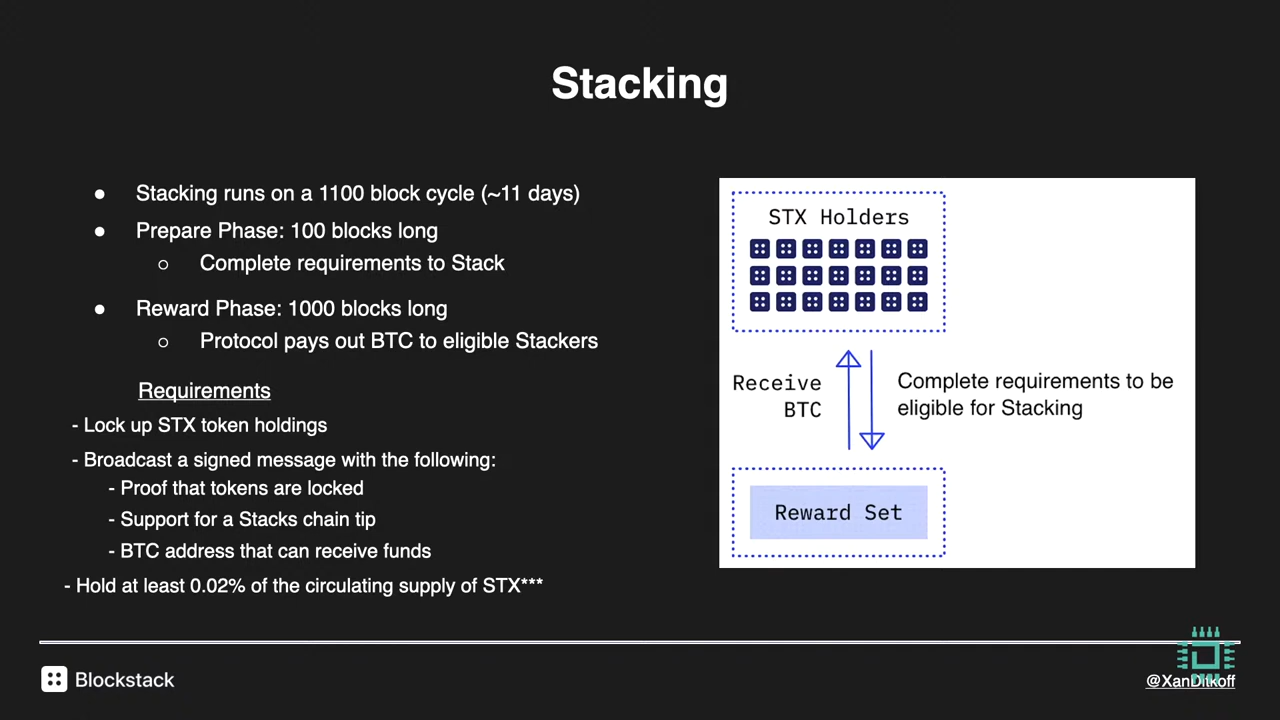 Stacking
● Stacking runs on a 1100 block cycle (~11 days)
● Prepare Phase: 100 blocks long
○ Complete requirements to Stack
● Reward Phase: 1000 blocks long
○ Protocol pays out BTC to eligible Stackers
Requirements
- Lock up STX token holdings
- Broadcast a signed message with the following:
- Proof that tokens are locked
- Support for a Stacks chain tip
- BTC address that can receive funds
- Hold at least 0.02% of the circulating supply of STX***
STX Holders
Receive
BTC
Complete requirements to be
eligible for Stacking
Reward Set
Blockstack
@XanDitkoff